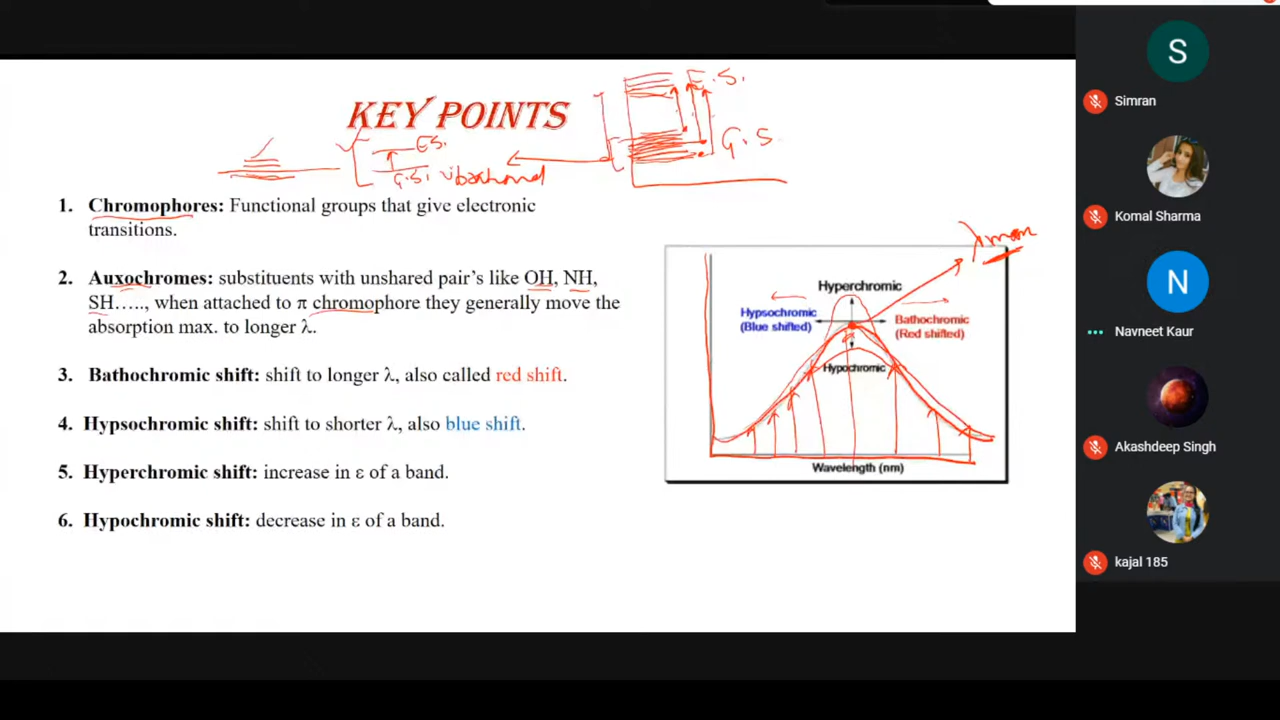 KEY POINTS
E.S.
G.S
E.S.
G.S.
1. Chromophores: Functional groups that give electronic
transitions.
2. Auxochromes: substituents with unshared pair's like OH, NH,
SH....., when attached to π chromophore they generally move the
absorption max. to longer λ.
3. Bathochromic shift: shift to longer λ, also called red shift.
4. Hypsochromic shift: shift to shorter λ, also blue shift.
5. Hyperchromic shift: increase in ε of a band.
6. Hypochromic shift: decrease in ε of a band.
λmax
Hyperchromic
Hypsochromic
(Blue shifted)
Bathochromic
(Red shifted)
Hypochromic
Wavelength (nm)
S
Simran
Komal Sharma
N
Navneet Kaur
Akashdeep Singh
kajal 185